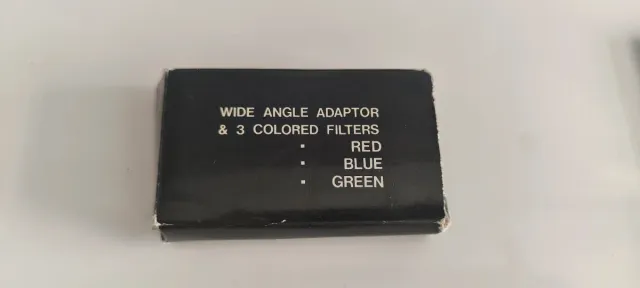 WIDE ANGLE ADAPTOR
& 3 COLORED FILTERS
▪ RED
▪ BLUE
▪ GREEN